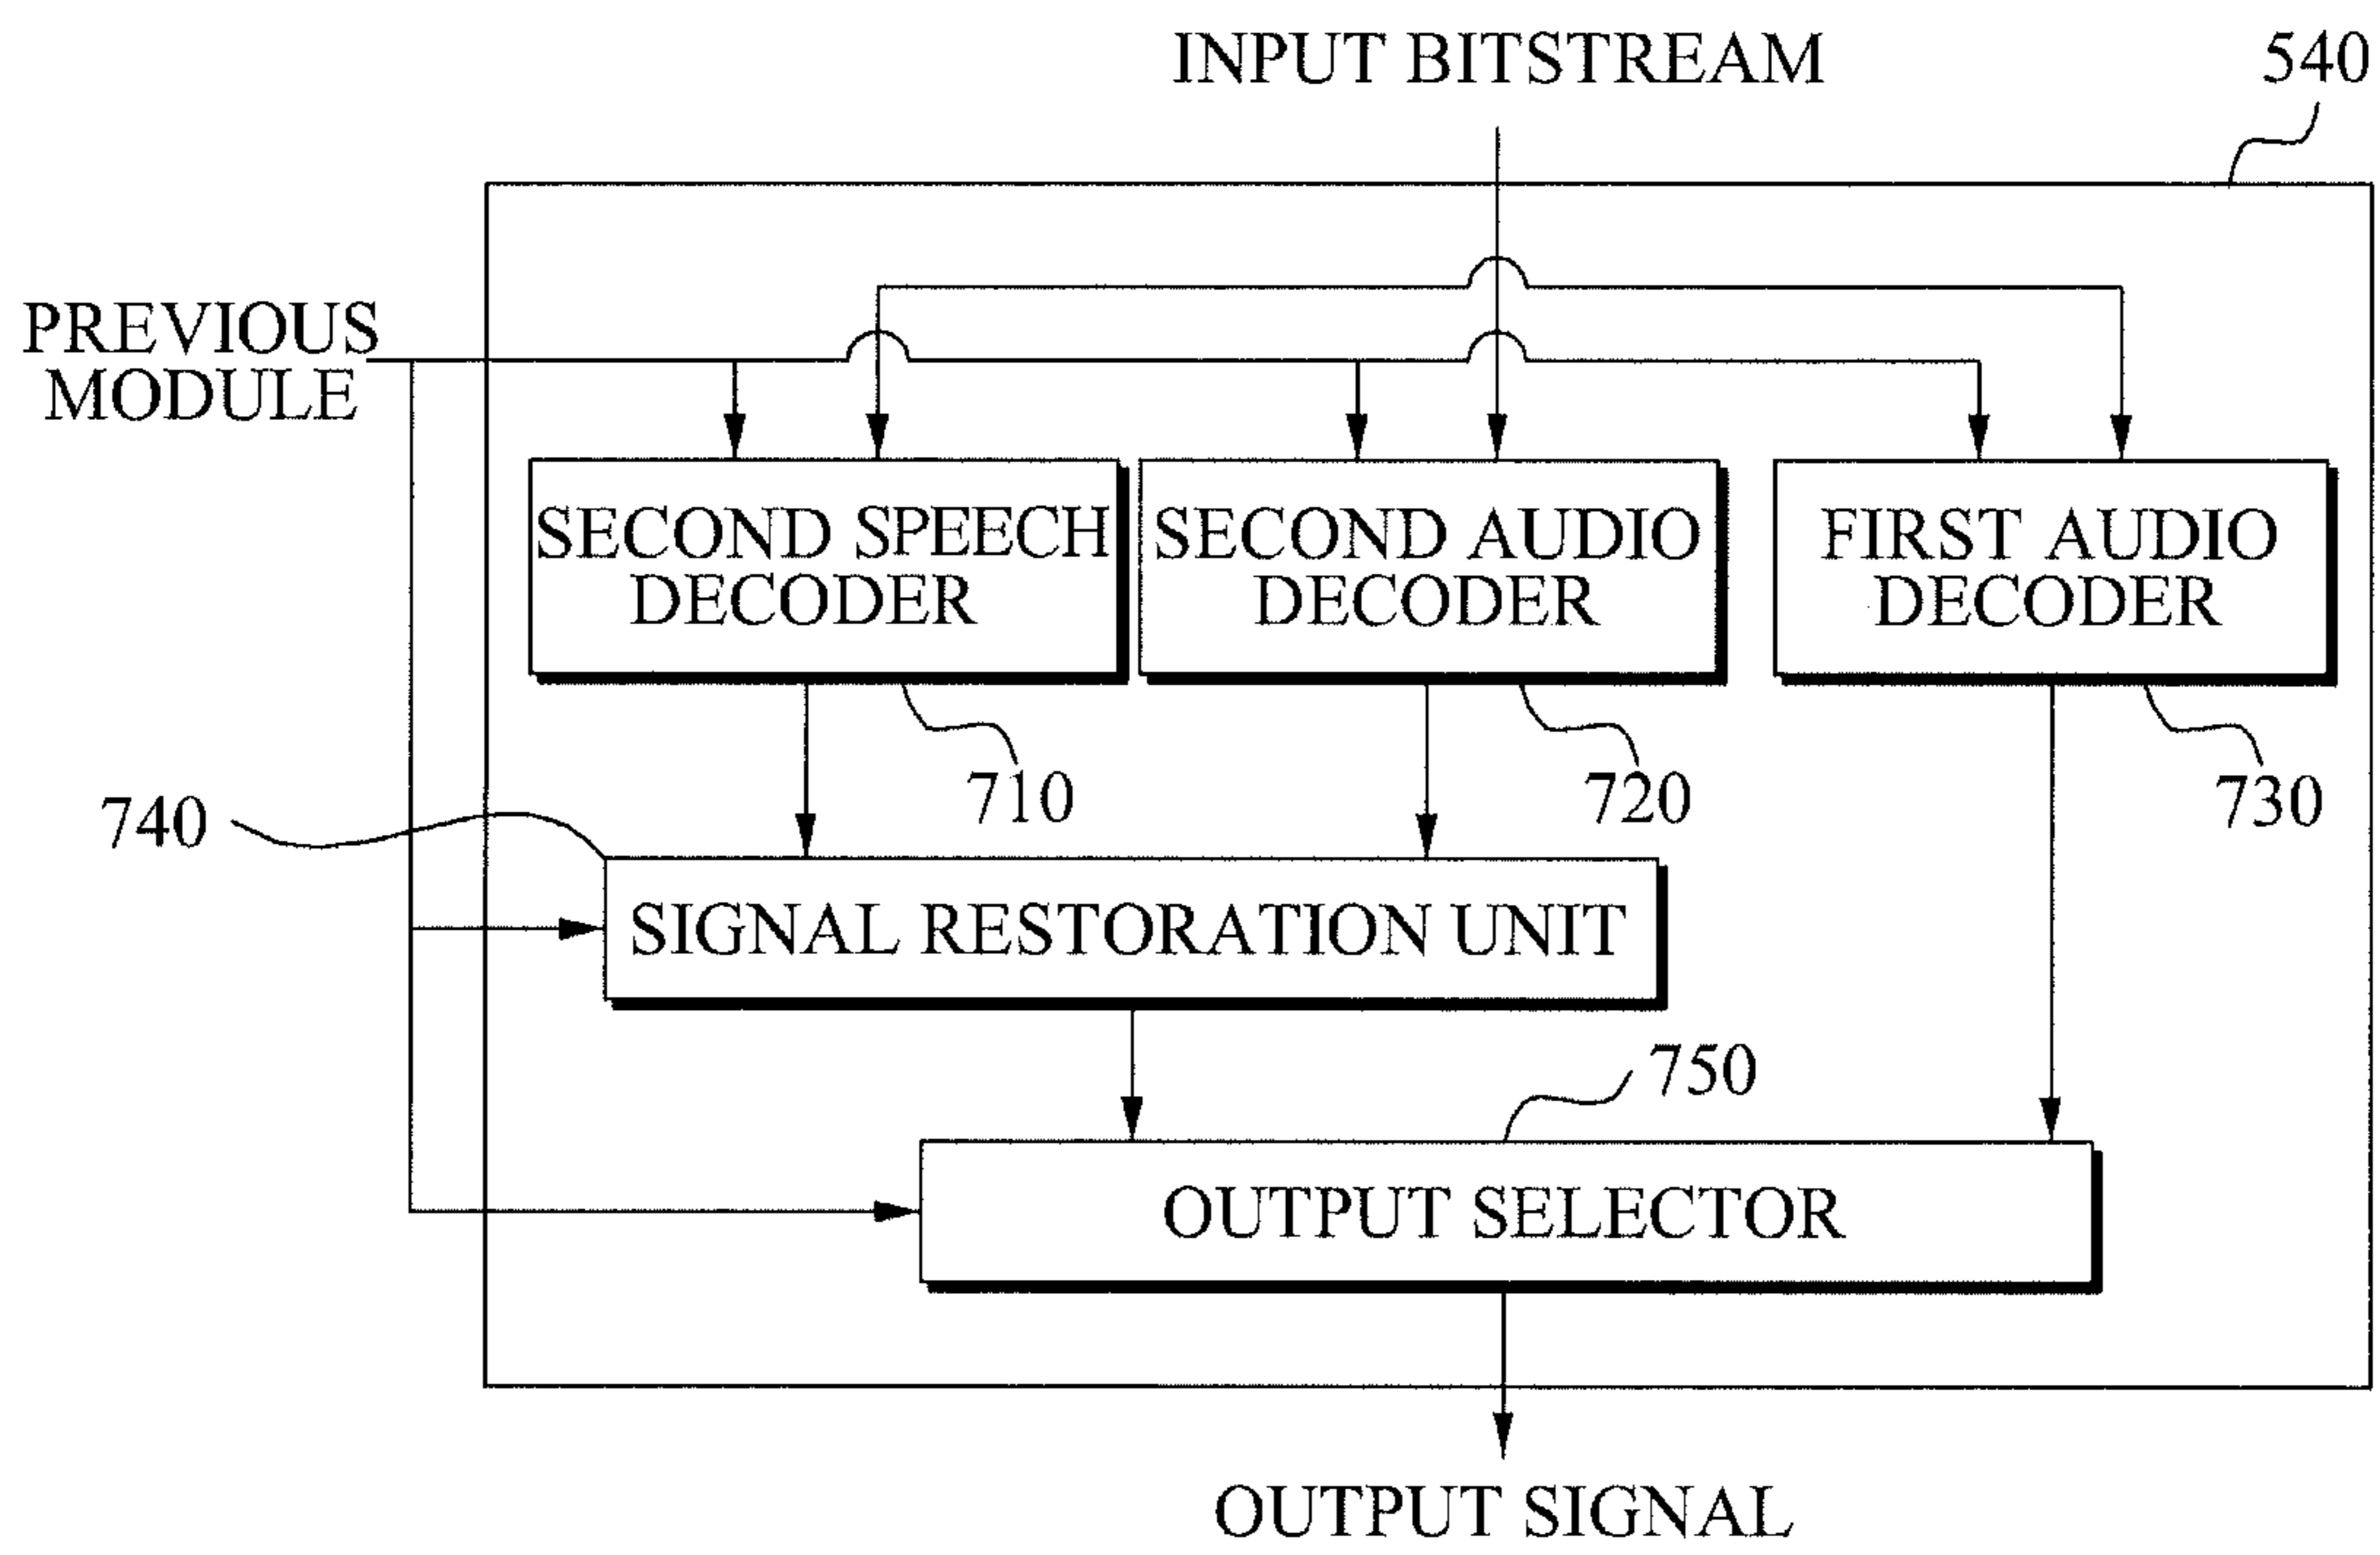 INPUT BITSTREAM
540
PREVIOUS
MODULE
SECOND SPEECH
DECODER
SECOND AUDIO
DECODER
FIRST AUDIO
DECODER
710
720
730
740
SIGNAL RESTORATION UNIT
750
OUTPUT SELECTOR
OUTPUT SIGNAL